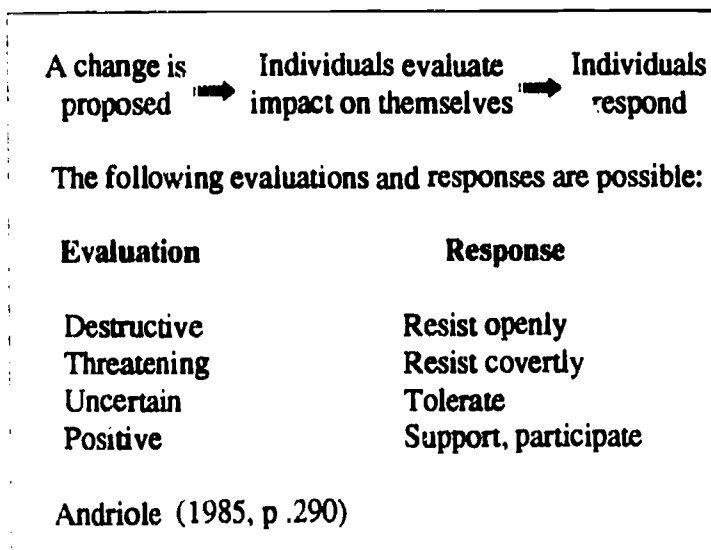 A change is Individuals evaluate Individuals
proposed impact on themselves respond
The following evaluations and responses are possible:
Evaluation Response
Destructive Resist openly
Threatening Resist covertly
Uncertain Tolerate
Positive Support, participate
Andriole (1985, p .290)